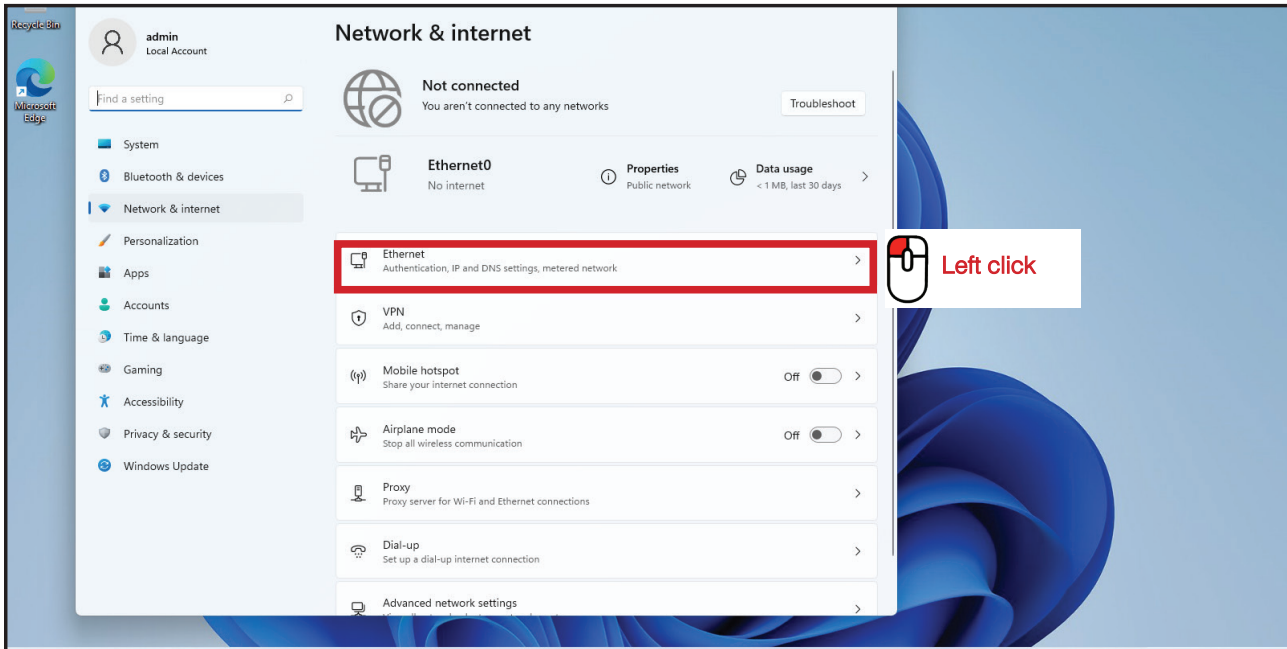 Recycle Bin
Microsoft
Edge
admin
Local Account
Find a setting
System
Bluetooth & devices
Network & internet
Personalization
Apps
Accounts
Time & language
Gaming
Accessibility
Privacy & security
Windows Update
Network & internet
Not connected
You aren't connected to any networks
Troubleshoot
Ethernet0
No internet
Properties
Public network
Data usage
< 1 MB, last 30 days
Ethernet
Authentication, IP and DNS settings, metered network
Left click
VPN
Add, connect, manage
Mobile hotspot
Share your internet connection
Off
Airplane mode
Stop all wireless communication
Off
Proxy
Proxy server for Wi-Fi and Ethernet connections
Dial-up
Set up a dial-up internet connection
Advanced network settings